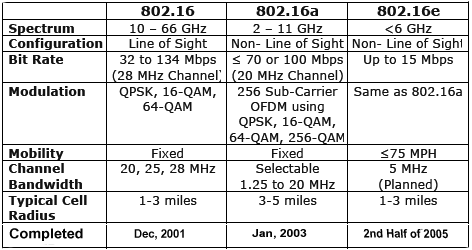 802.16 802.16a 802.16e
Spectrum 10 – 66 GHz 2 – 11 GHz <6 GHz
Configuration Line of Sight Non- Line of Sight Non- Line of Sight
Bit Rate 32 to 134 Mbps ≤ 70 or 100 Mbps Up to 15 Mbps
(28 MHz Channel) (20 MHz Channel)
Modulation QPSK, 16-QAM, 256 Sub-Carrier Same as 802.16a
64-QAM OFDM using
QPSK, 16-QAM,
64-QAM, 256-QAM
Mobility Fixed Fixed ≤75 MPH
Channel 20, 25, 28 MHz Selectable 5 MHz
Bandwidth 1.25 to 20 MHz (Planned)
Typical Cell 1-3 miles 3-5 miles 1-3 miles
Radius
Completed Dec, 2001 Jan, 2003 2nd Half of 2005